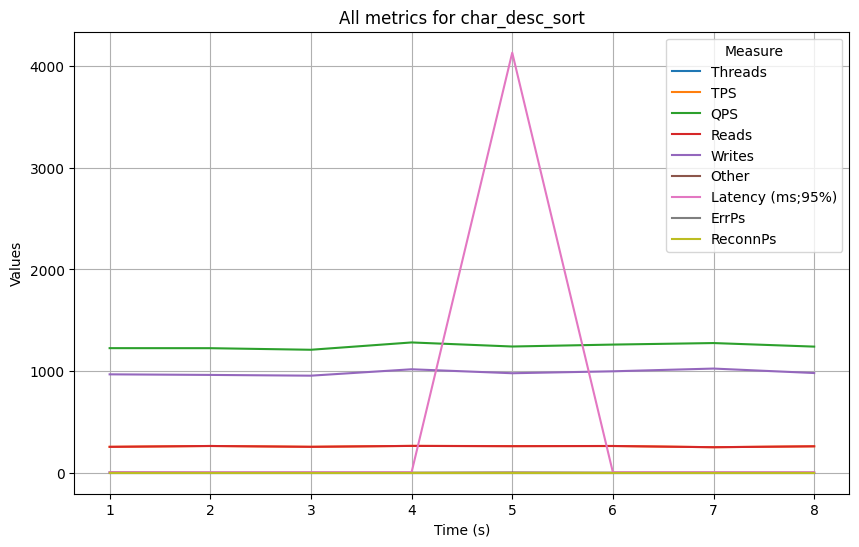 All metrics for char_desc_sort
Measure
Threads
TPS
QPS
Reads
Writes
Other
Latency (ms;95%)
ErrPs
ReconnPs
Values
4000
3000
2000
1000
0
1 2 3 4 5 6 7 8
Time (s)